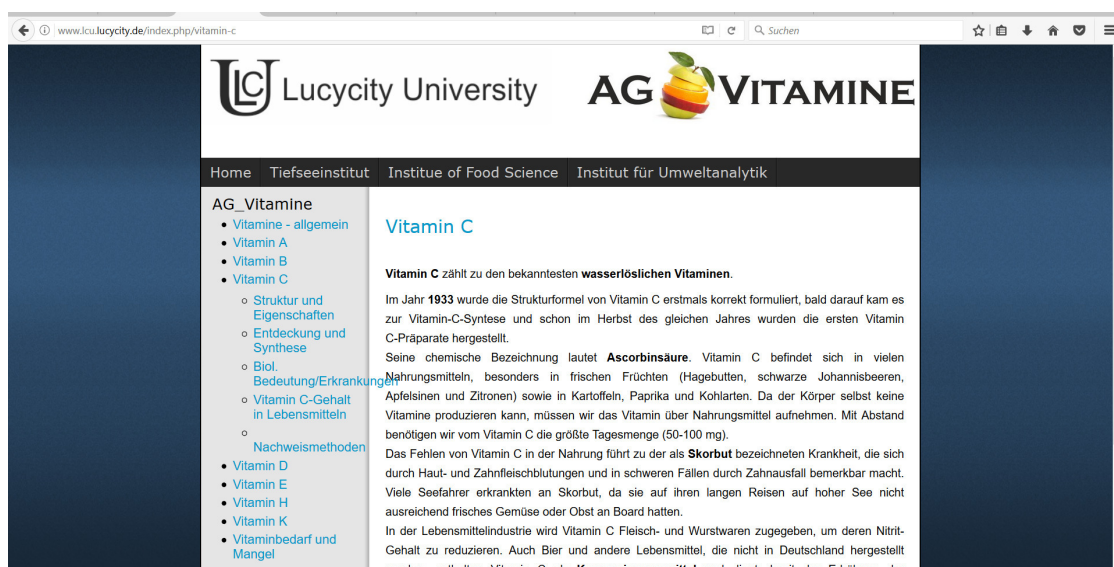 www.lcu.lucycity.de/index.php/vitamin-c
Suchen
LCU Lucycity University
AG VITAMINE
Home Tiefseeinstitut Institue of Food Science Institut für Umweltanalytik
AG_Vitamine
Vitamine - allgemein
Vitamin A
Vitamin B
Vitamin C
Struktur und
Eigenschaften
Entdeckung und
Synthese
Biol.
Bedeutung/Erkrankungen
Vitamin C-Gehalt
in Lebensmitteln
Nachweismethoden
Vitamin D
Vitamin E
Vitamin H
Vitamin K
Vitaminbedarf und
Mangel
Vitamin C
Vitamin C zählt zu den bekanntesten wasserlöslichen Vitaminen.
Im Jahr 1933 wurde die Strukturformel von Vitamin C erstmals korrekt formuliert, bald darauf kam es
zur Vitamin-C-Syntese und schon im Herbst des gleichen Jahres wurden die ersten Vitamin
C-Präparate hergestellt.
Seine chemische Bezeichnung lautet Ascorbinsäure. Vitamin C befindet sich in vielen
Nahrungsmitteln, besonders in frischen Früchten (Hagebutten, schwarze Johannisbeeren,
Apfelsinen und Zitronen) sowie in Kartoffeln, Paprika und Kohlarten. Da der Körper selbst keine
Vitamine produzieren kann, müssen wir das Vitamin über Nahrungsmittel aufnehmen. Mit Abstand
benötigen wir vom Vitamin C die größte Tagesmenge (50-100 mg).
Das Fehlen von Vitamin C in der Nahrung führt zu der als Skorbut bezeichneten Krankheit, die sich
durch Haut- und Zahnfleischblutungen und in schweren Fällen durch Zahnausfall bemerkbar macht.
Viele Seefahrer erkrankten an Skorbut, da sie auf ihren langen Reisen auf hoher See nicht
ausreichend frisches Gemüse oder Obst an Board hatten.
In der Lebensmittelindustrie wird Vitamin C Fleisch- und Wurstwaren zugegeben, um deren Nitrit-
Gehalt zu reduzieren. Auch Bier und andere Lebensmittel, die nicht in Deutschland hergestellt